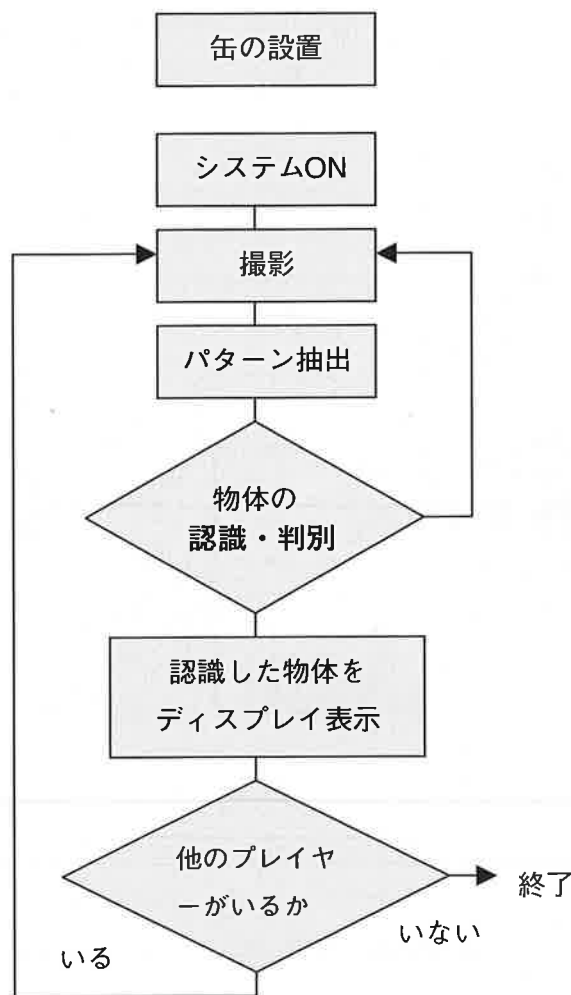 缶の設置
システムON
撮影
パターン抽出
物体の
認識・判別
認識した物体を
ディスプレイ表示
他のプレイヤ
ーがいるか
終了
いない
いる